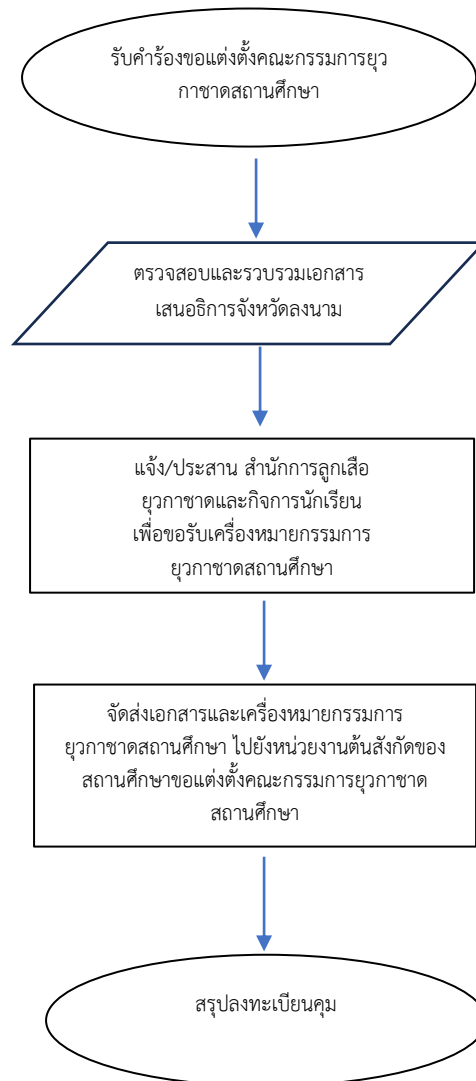 รับคำร้องขอแต่งตั้งคณะกรรมการยุว
กาชาดสถานศึกษา
ตรวจสอบและรวบรวมเอกสาร
เสนอธิการจังหวัดลงนาม
แจ้ง/ประสาน สำนักการลูกเสือ
ยุวกาชาดและกิจการนักเรียน
เพื่อขอรับเครื่องหมายกรรมการ
ยุวกาชาดสถานศึกษา
จัดส่งเอกสารและเครื่องหมายกรรมการ
ยุวกาชาดสถานศึกษา ไปยังหน่วยงานต้นสังกัดของ
สถานศึกษาขอแต่งตั้งคณะกรรมการยุวกาชาด
สถานศึกษา
สรุปลงทะเบียนคุม